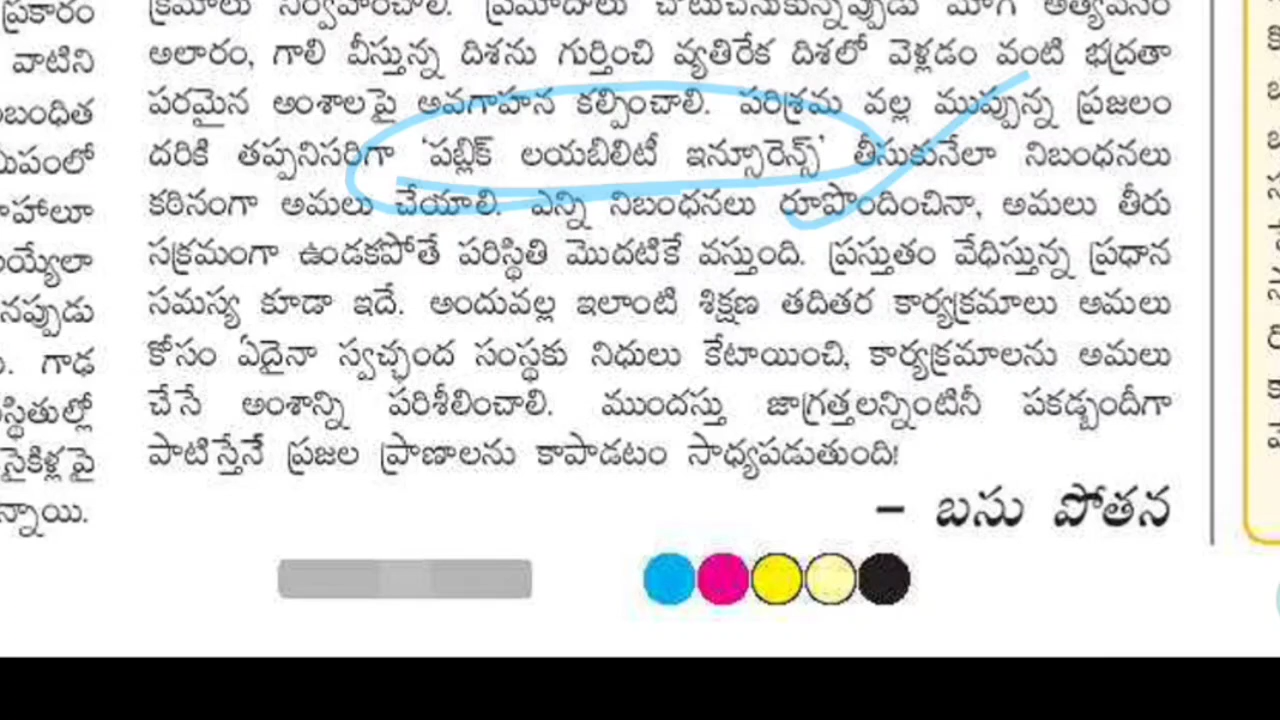 ప్రకారం
వాటిని
బంధిత
మీపంలో
హాలూ
య్యేలా
నప్పుడు
గాఢ
స్థితుల్లో
సైకిళ్లపై
న్నాయి.
క్రమాలు నిర్వహించాలి. ప్రమాదాలు చోటుచేసుకున్నప్పుడు మోగే అత్యవసర
అలారం, గాలి వీస్తున్న దిశను గుర్తించి వ్యతిరేక దిశలో వెళ్లడం వంటి భద్రతా
పరమైన అంశాలపై అవగాహన కల్పించాలి. పరిశ్రమ వల్ల ముప్పున్న ప్రజలం
దరికీ తప్పనిసరిగా ‘పబ్లిక్ లయబిలిటీ ఇన్సూరెన్స్’ తీసుకునేలా నిబంధనలు
కఠినంగా అమలు చేయాలి. ఎన్ని నిబంధనలు రూపొందించినా, అమలు తీరు
సక్రమంగా ఉండకపోతే పరిస్థితి మొదటికే వస్తుంది. ప్రస్తుతం వేధిస్తున్న ప్రధాన
సమస్య కూడా ఇదే. అందువల్ల ఇలాంటి శిక్షణ తదితర కార్యక్రమాలు అమలు
కోసం ఏదైనా స్వచ్ఛంద సంస్థకు నిధులు కేటాయించి, కార్యక్రమాలను అమలు
చేసే అంశాన్ని పరిశీలించాలి. ముందస్తు జాగ్రత్తలన్నింటినీ పకడ్బందీగా
పాటిస్తేనే ప్రజల ప్రాణాలను కాపాడటం సాధ్యపడుతుంది!
– బసు పోతన